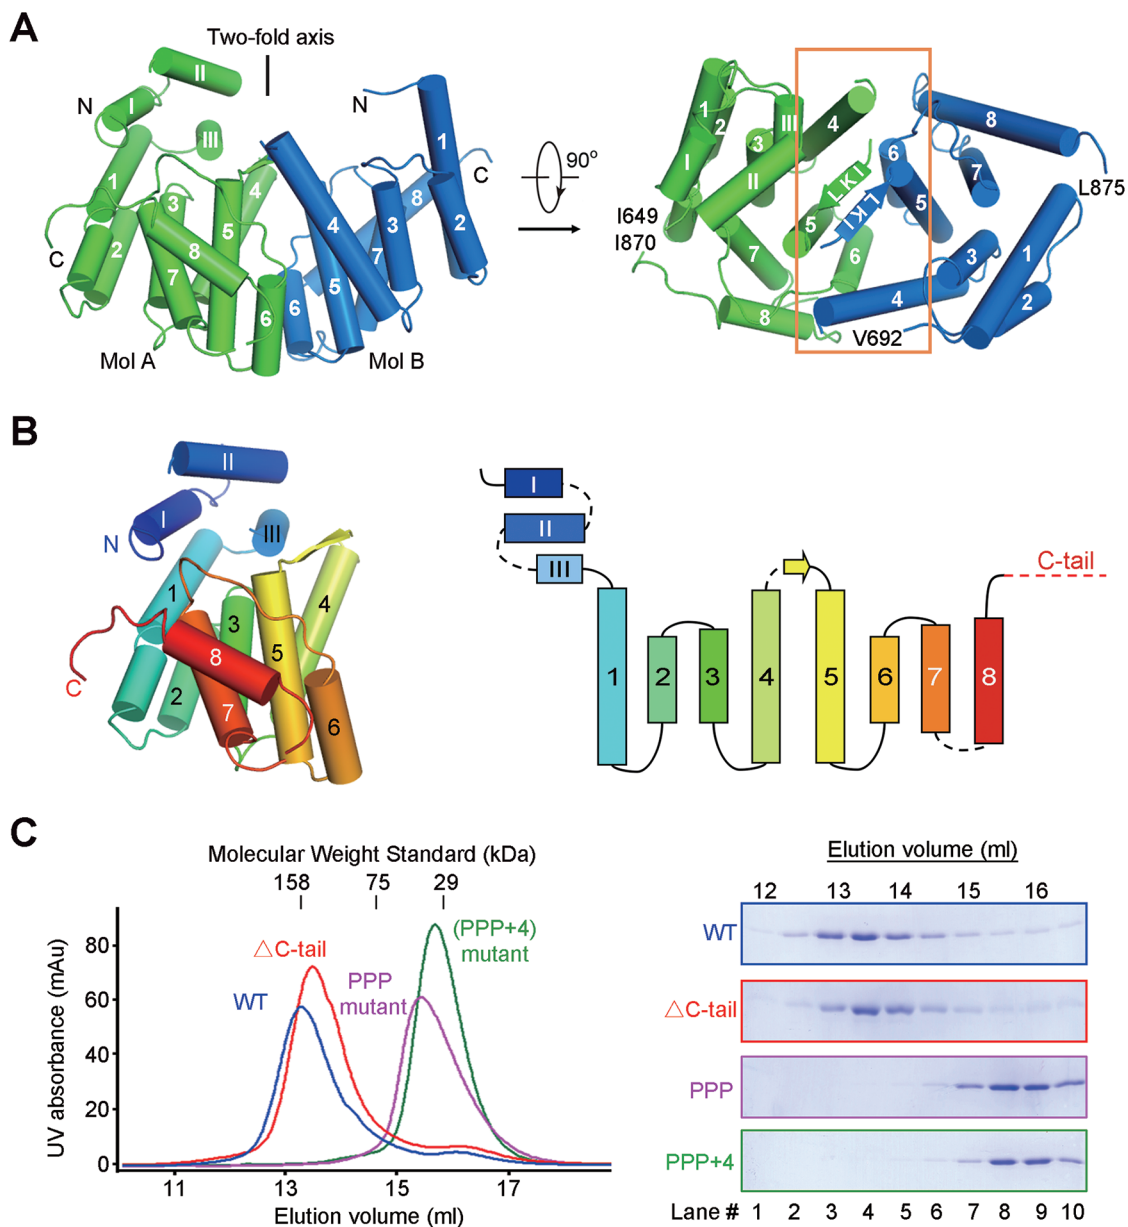 A
Two-fold axis
II
N
I
III
1
2
3
4
5
6
7
8
C
Mol A
N
1
C
2
3
4
5
6
7
8
Mol B
90°
1
2
I
II
III
3
4
5
6
7
8
LKI
LKI
I649
I870
V692
8
7
6
5
4
3
1
2
L875
B
II
I
N
III
1
2
3
4
5
6
7
8
C
I
II
III
C-tail
1 2 3 4 5 6 7 8
C
Molecular Weight Standard (kDa)
158 75 29
UV absorbance (mAu)
80
60
40
20
0
△C-tail
WT
PPP
mutant
(PPP+4)
mutant
11 13 15 17
Elution volume (ml)
Elution volume (ml)
12 13 14 15 16
WT
△C-tail
PPP
PPP+4
Lane # 1 2 3 4 5 6 7 8 9 10